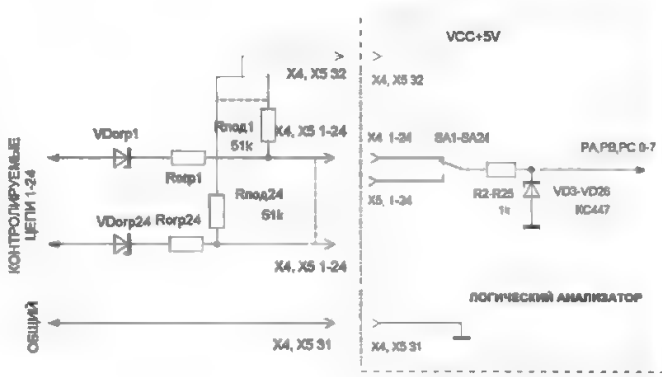 VCC+5V
X4, X5 32
X4, X5 32
VDогр1
Rпод1
51k
X4, X5 1-24
X4 1-24
SA1-SA24
PA,PB,PC 0-7
Rогр1
КОНТРОЛИРУЕМЫЕ
ЦЕПИ 1-24
Rпод24
51k
X5, 1-24
R2-R25
1k
VD3-VD26
КС447
VDогр24
Rогр24
X4, X5 1-24
ЛОГИЧЕСКИЙ АНАЛИЗАТОР
ОБЩИЙ
X4, X5 31
X4, X5 31